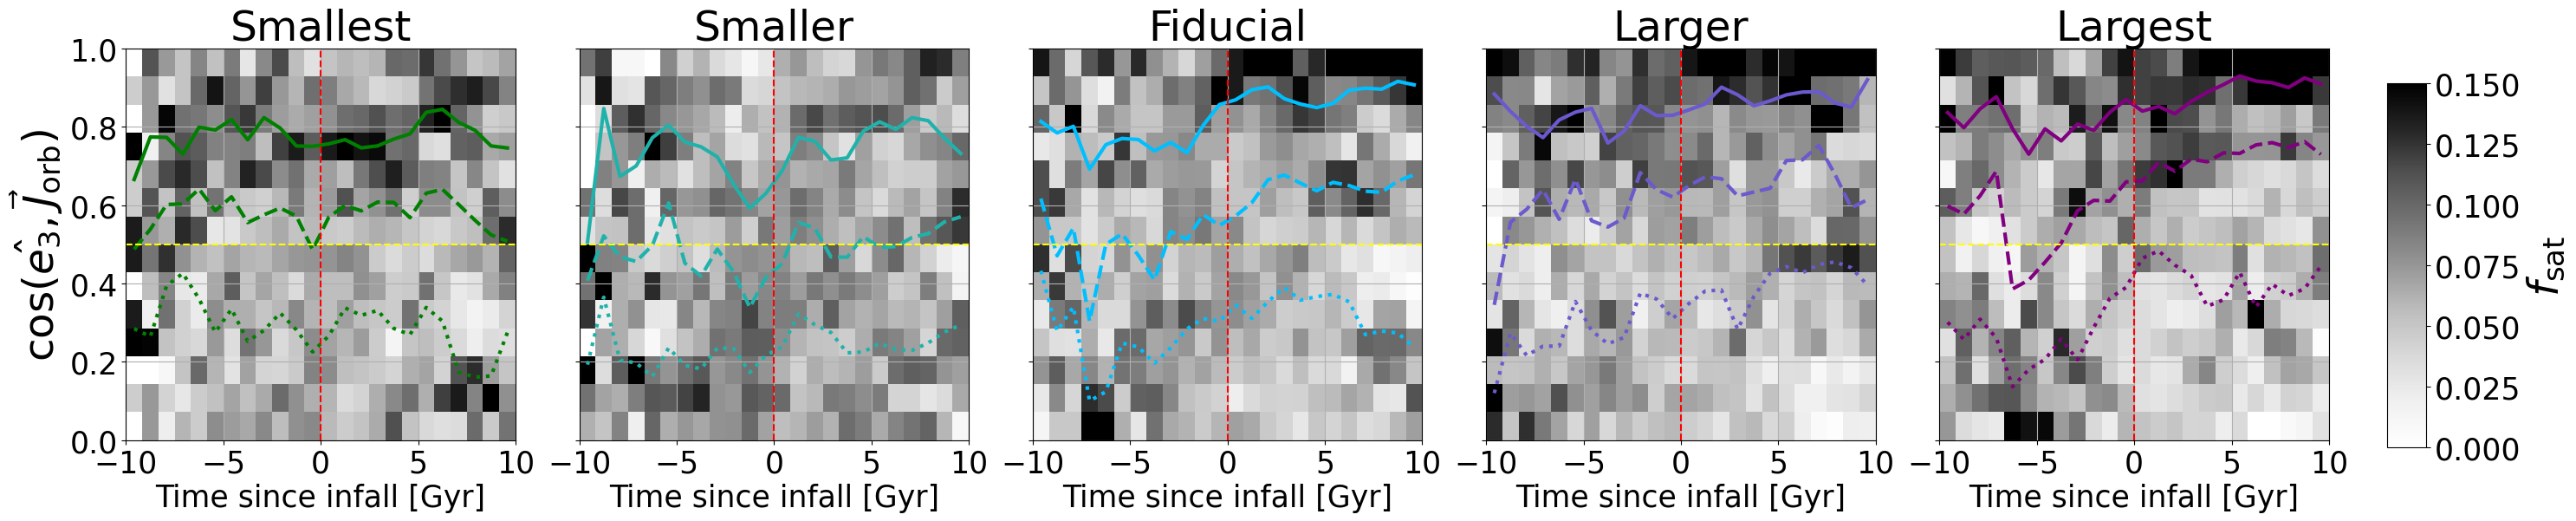 Smallest
Smaller
Fiducial
Larger
Largest
1.0
0.8
0.6
0.4
0.2
0.0
cos(ê₃, J⃗orb)
−10 −5 0 5 10
−10 −5 0 5 10
−10 −5 0 5 10
−10 −5 0 5 10
−10 −5 0 5 10
Time since infall [Gyr]
Time since infall [Gyr]
Time since infall [Gyr]
Time since infall [Gyr]
Time since infall [Gyr]
0.150
0.125
0.100
0.075
0.050
0.025
0.000
fsat